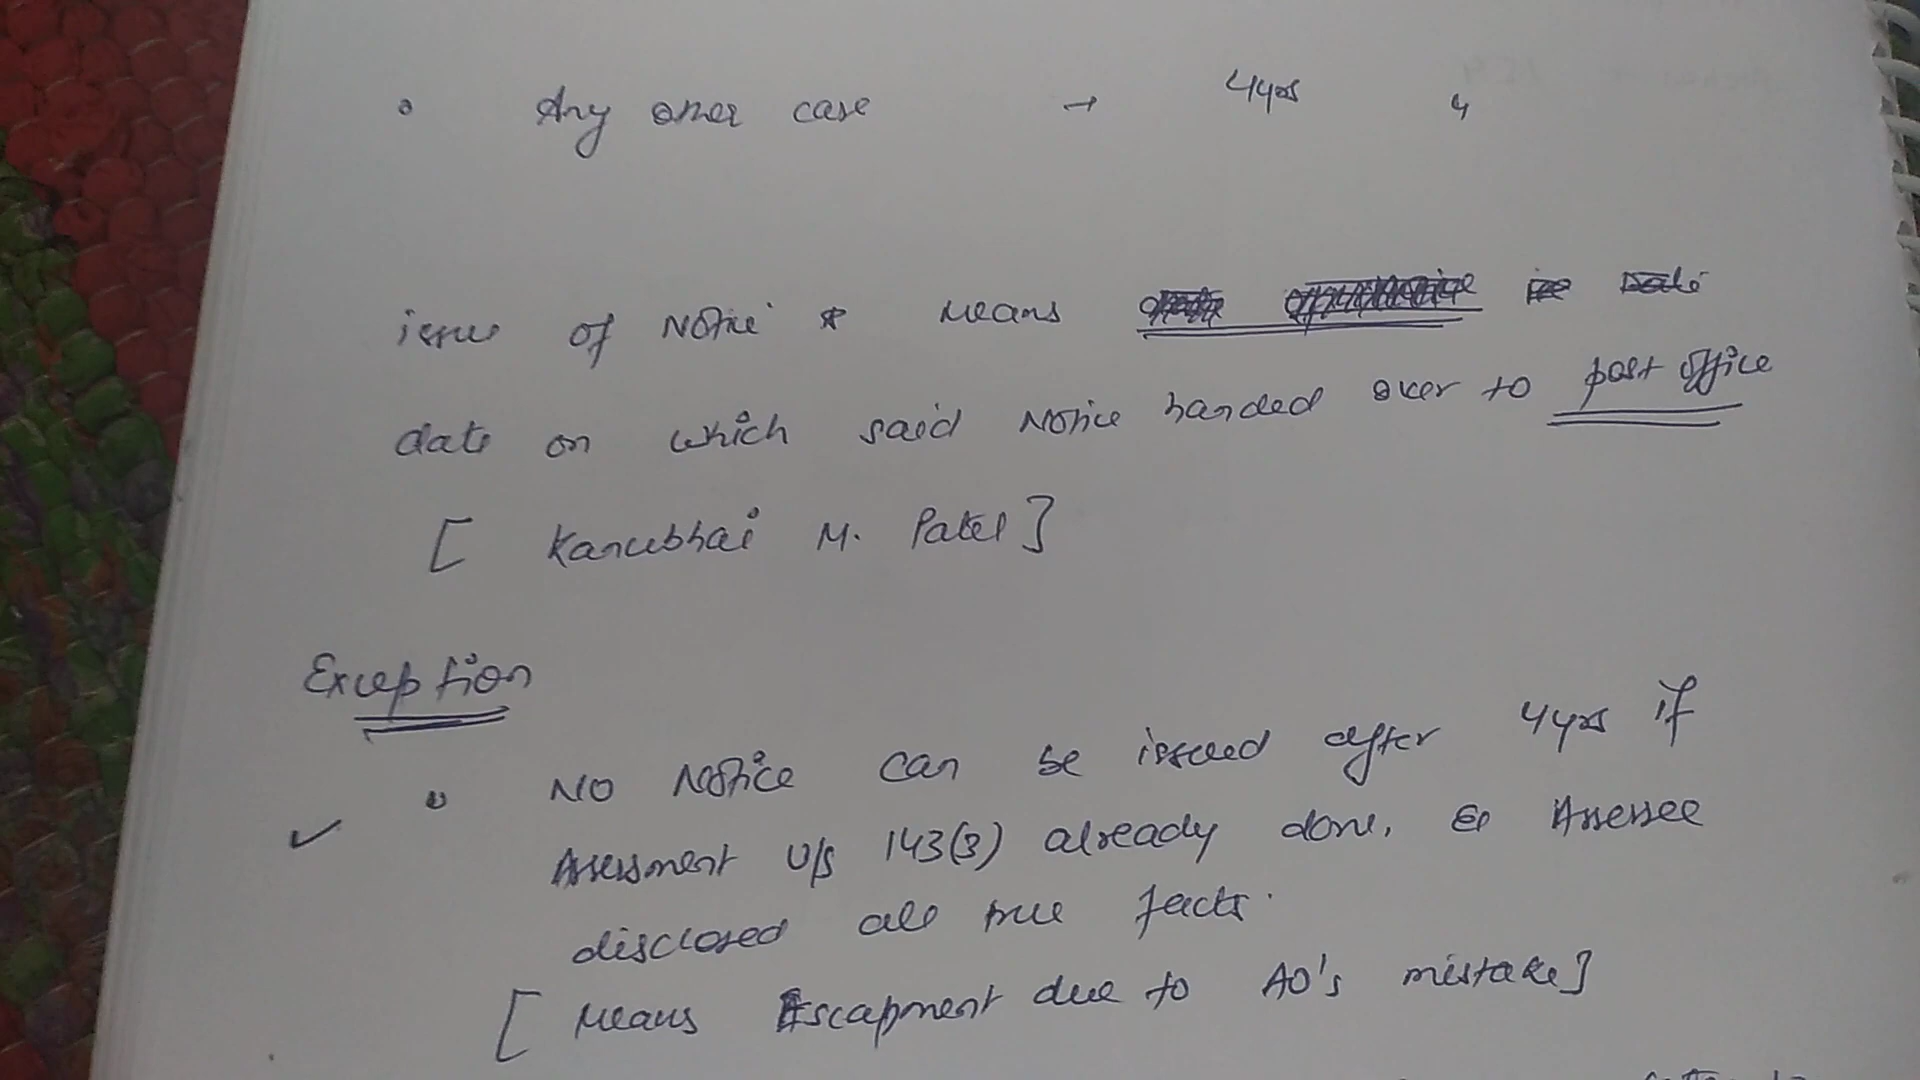 Any other case → 4yrs "
issue of Notice means
date on which said Notice handed over to post office
[ Kanubhai M. Patel ]
Exception
No Notice can be issued after 4yrs if
Assessment u/s 143(3) already done, & Assessee
disclosed all true facts.
[ Means Escapment due to AO's mistake ]